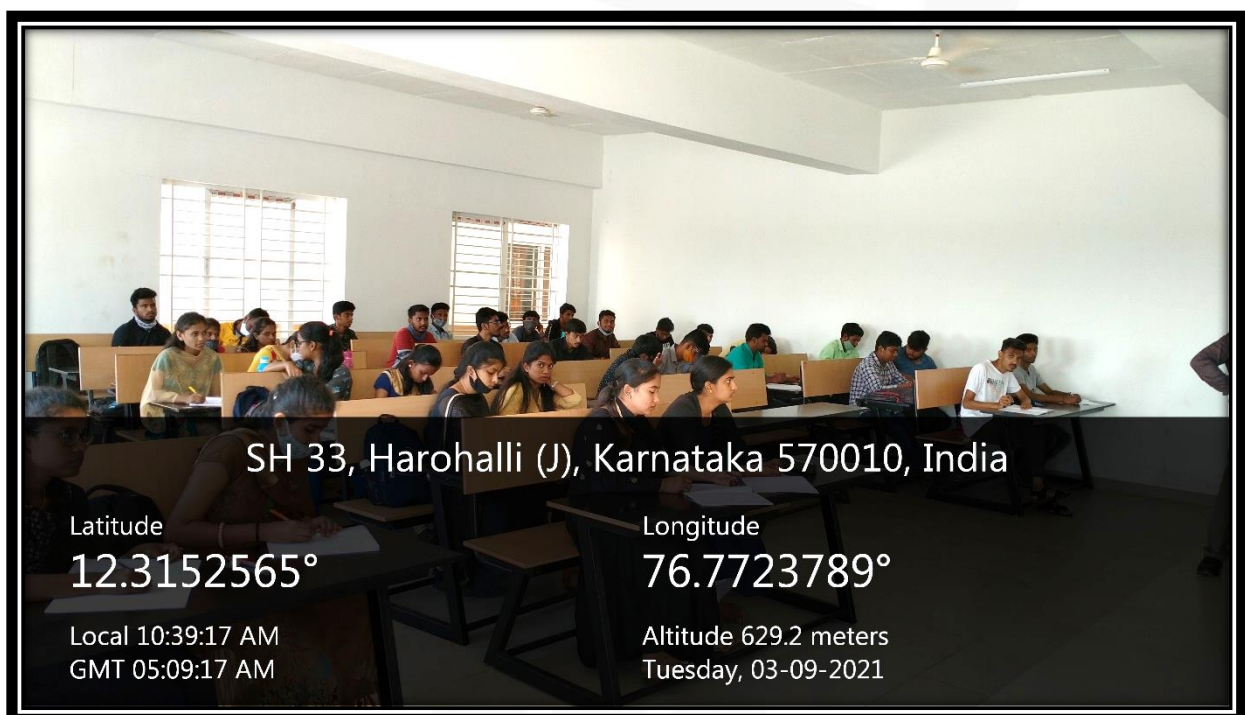 SH 33, Harohalli (J), Karnataka 570010, India
Latitude
12.3152565°
Longitude
76.7723789°
Local 10:39:17 AM
GMT 05:09:17 AM
Altitude 629.2 meters
Tuesday, 03-09-2021